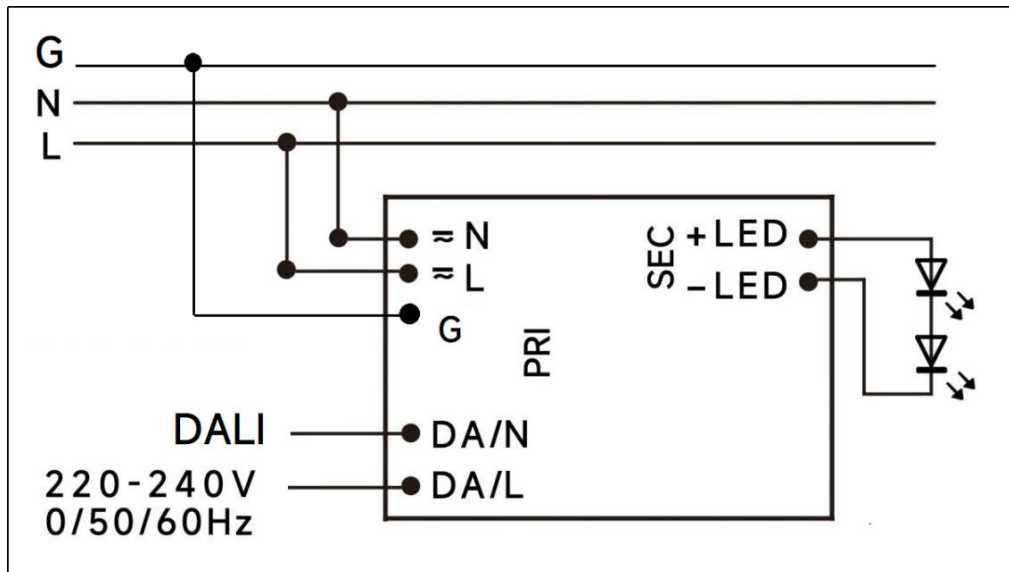 G
N
L
≂ N
≂ L
G
PRI
SEC
+ LED
- LED
DALI
DA/N
220-240V
0/50/60Hz
DA/L